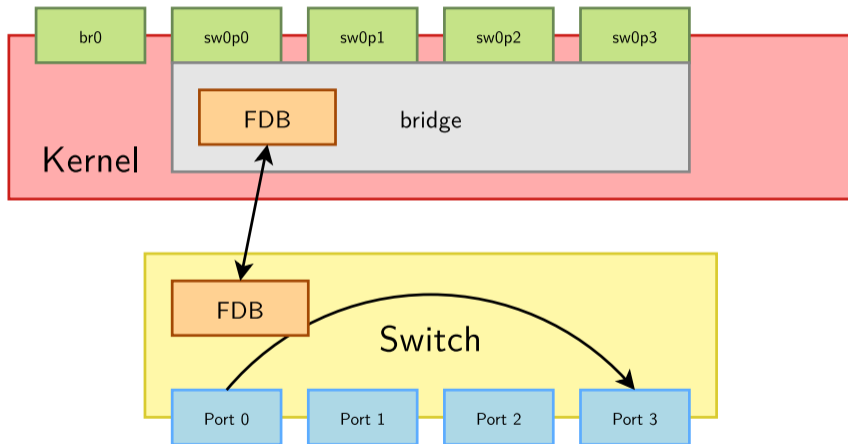 br0
sw0p0
sw0p1
sw0p2
sw0p3
FDB
bridge
Kernel
FDB
Switch
Port 0
Port 1
Port 2
Port 3